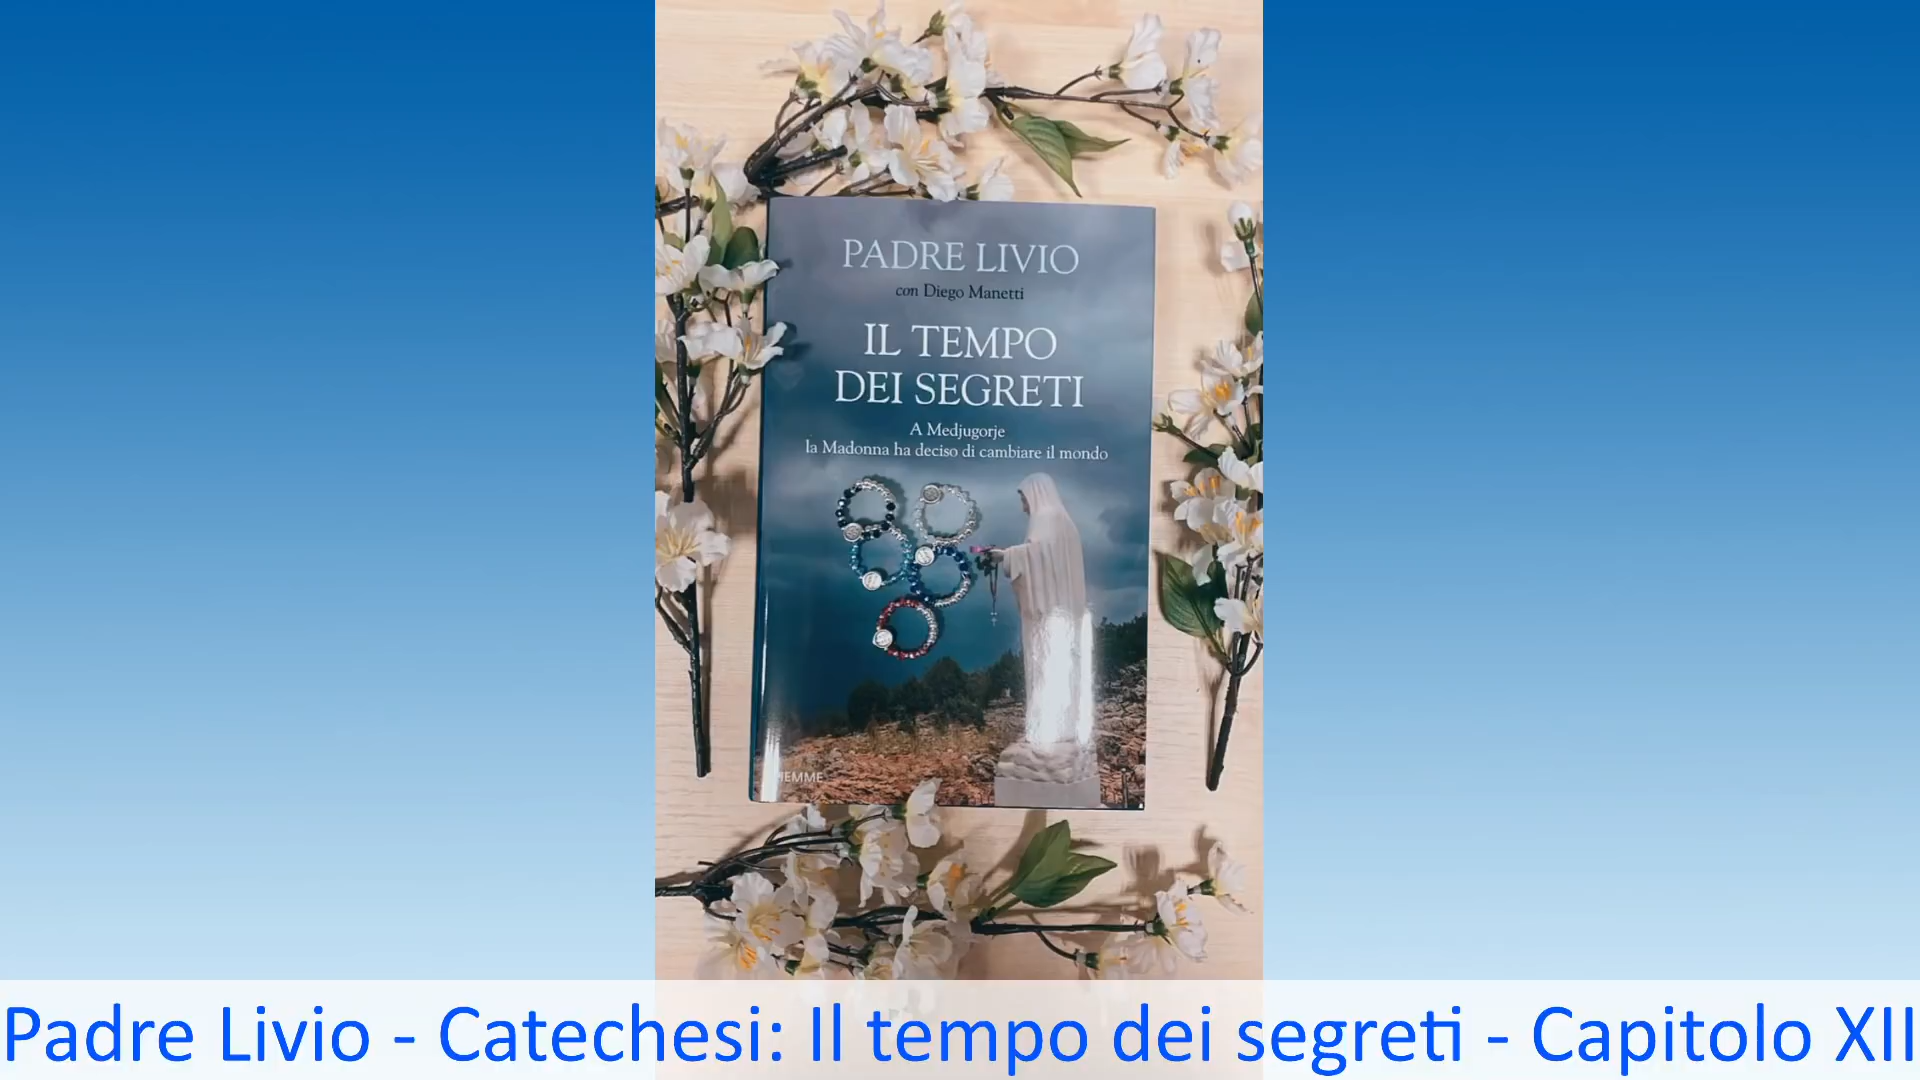 PADRE LIVIO
con Diego Manetti
IL TEMPO
DEI SEGRETI
A Medjugorje
la Madonna ha deciso di cambiare il mondo
IEMME
Padre Livio - Catechesi: Il tempo dei segreti - Capitolo XII